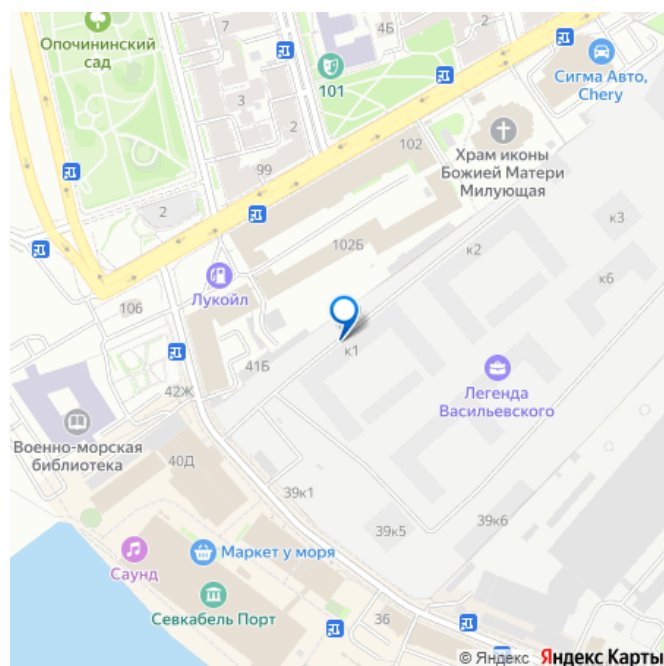 Опочининский
сад
7
4Б
3
101
2
Сигма Авто,
Chery
99
102
Храм иконы
Божией Матери
Милующая
2
к3
102Б
к2
Лукойл
к6
106
41Б
к1
42Ж
Легенда
Васильевского
Военно-морская
библиотека
40Д
39к1
39к5
39к6
Маркет у моря
Саунд
Севкабель Порт
36
© Яндекс Яндекс Карты